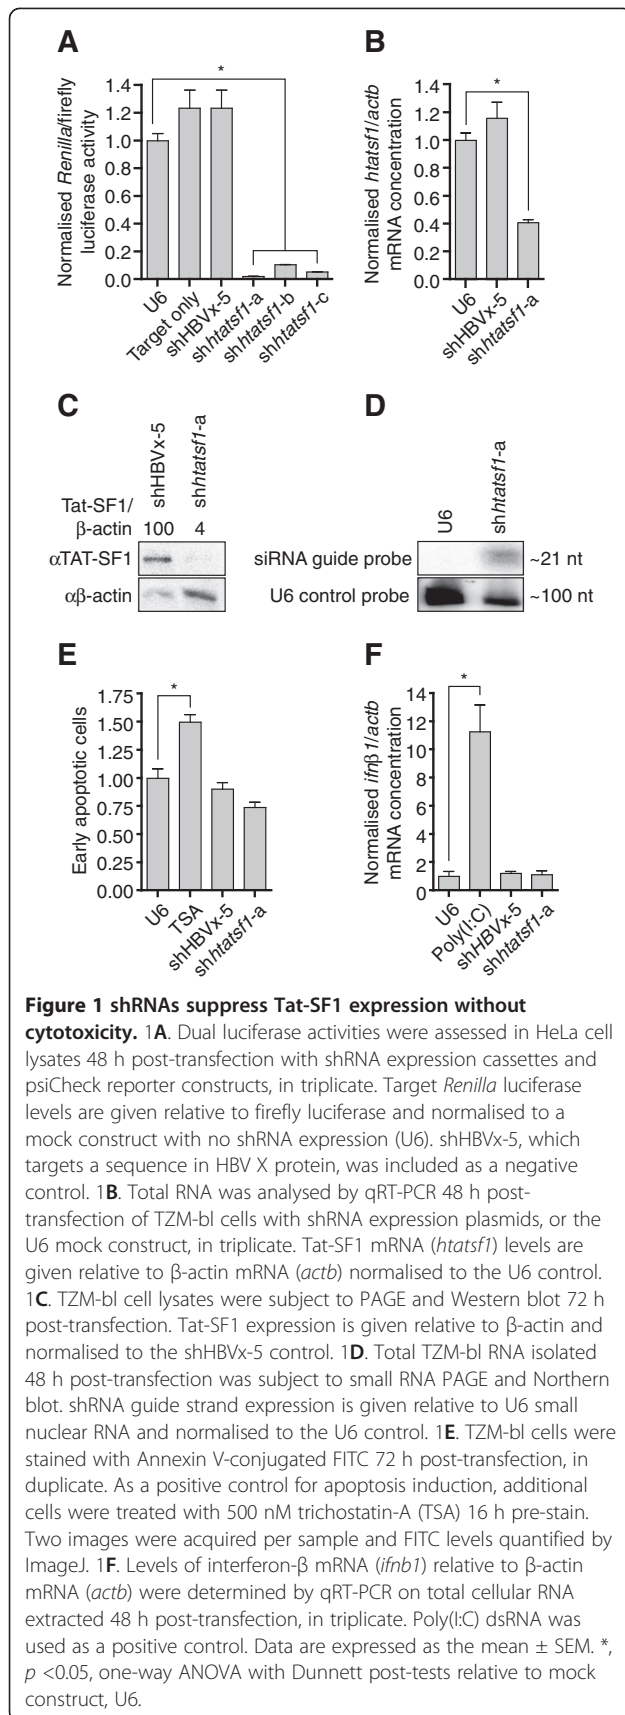 A
*
Normalised Renilla/firefly
luciferase activity
1.4
1.2
1.0
0.8
0.6
0.4
0.2
0.0
U6
Target only
shHBVx-5
shhtatsf1-a
shhtatsf1-b
shhtatsf1-c
B
*
Normalised htatsf1/actb
mRNA concentration
1.4
1.2
1.0
0.8
0.6
0.4
0.2
0.0
U6
shHBVx-5
shhtatsf1-a
C
shHBVx-5
shhtatsf1-a
Tat-SF1/
β-actin 100 4
αTAT-SF1
αβ-actin
D
U6
shhtatsf1-a
siRNA guide probe ~21 nt
U6 control probe ~100 nt
E
*
Early apoptotic cells
1.75
1.50
1.25
1.00
0.75
0.50
0.25
0.00
U6
TSA
shHBVx-5
shhtatsf1-a
F
*
Normalised ifnβ1/actb
mRNA concentration
14
12
10
8
6
4
2
0
U6
Poly(I:C)
shHBVx-5
shhtatsf1-a
Figure 1 shRNAs suppress Tat-SF1 expression without
cytotoxicity. 1A. Dual luciferase activities were assessed in HeLa cell
lysates 48 h post-transfection with shRNA expression cassettes and
psiCheck reporter constructs, in triplicate. Target Renilla luciferase
levels are given relative to firefly luciferase and normalised to a
mock construct with no shRNA expression (U6). shHBVx-5, which
targets a sequence in HBV X protein, was included as a negative
control. 1B. Total RNA was analysed by qRT-PCR 48 h post-
transfection of TZM-bl cells with shRNA expression plasmids, or the
U6 mock construct, in triplicate. Tat-SF1 mRNA (htatsf1) levels are
given relative to β-actin mRNA (actb) normalised to the U6 control.
1C. TZM-bl cell lysates were subject to PAGE and Western blot 72 h
post-transfection. Tat-SF1 expression is given relative to β-actin and
normalised to the shHBVx-5 control. 1D. Total TZM-bl RNA isolated
48 h post-transfection was subject to small RNA PAGE and Northern
blot. shRNA guide strand expression is given relative to U6 small
nuclear RNA and normalised to the U6 control. 1E. TZM-bl cells were
stained with Annexin V-conjugated FITC 72 h post-transfection, in
duplicate. As a positive control for apoptosis induction, additional
cells were treated with 500 nM trichostatin-A (TSA) 16 h pre-stain.
Two images were acquired per sample and FITC levels quantified by
ImageJ. 1F. Levels of interferon-β mRNA (ifnb1) relative to β-actin
mRNA (actb) were determined by qRT-PCR on total cellular RNA
extracted 48 h post-transfection, in triplicate. Poly(I:C) dsRNA was
used as a positive control. Data are expressed as the mean ± SEM. *,
p <0.05, one-way ANOVA with Dunnett post-tests relative to mock
construct, U6.